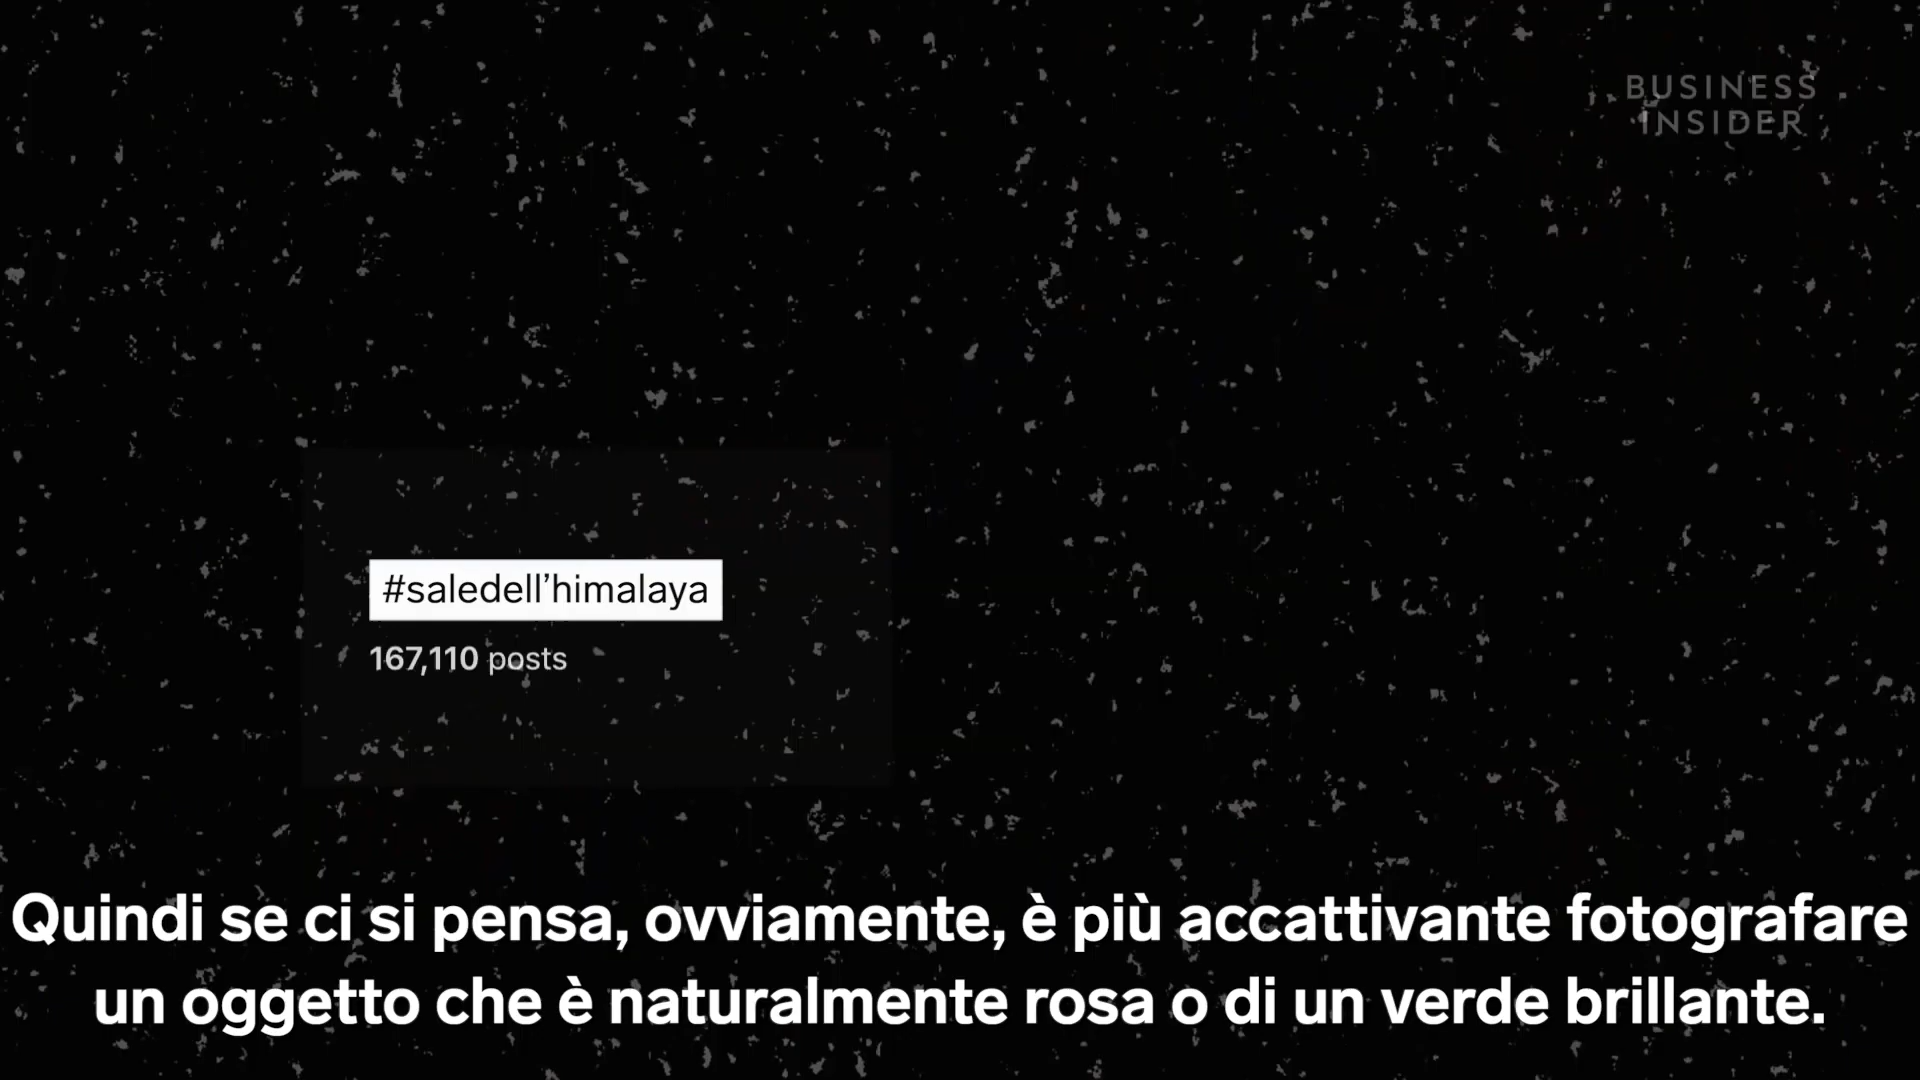 BUSINESS
INSIDER
#saledell’himalaya
167,110 posts
Quindi se ci si pensa, ovviamente, è più accattivante fotografare
un oggetto che è naturalmente rosa o di un verde brillante.